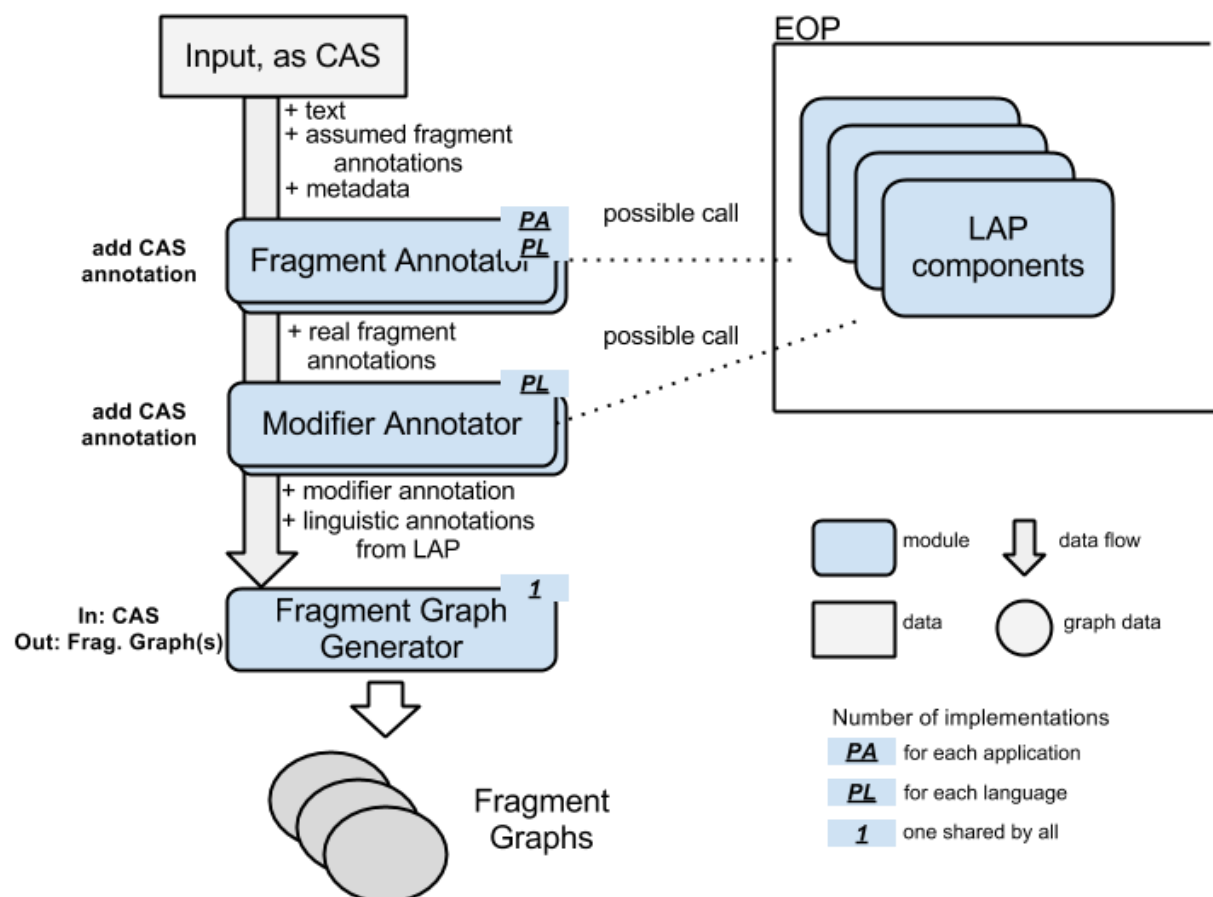 Input, as CAS
EOP
+ text
+ assumed fragment
annotations
+ metadata
add CAS
annotation
PA
PL
Fragment Annotator
possible call
LAP
components
+ real fragment
annotations
possible call
add CAS
annotation
PL
Modifier Annotator
+ modifier annotation
+ linguistic annotations
from LAP
In: CAS
Out: Frag. Graph(s)
1
Fragment Graph
Generator
Fragment
Graphs
module
data flow
data
graph data
Number of implementations
PA for each application
PL for each language
1 one shared by all